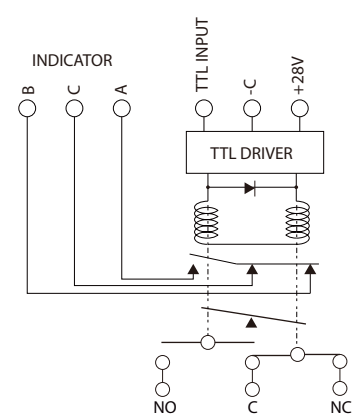 INDICATOR
B
C
A
TTL INPUT
-C
+28V
TTL DRIVER
NO
C
NC